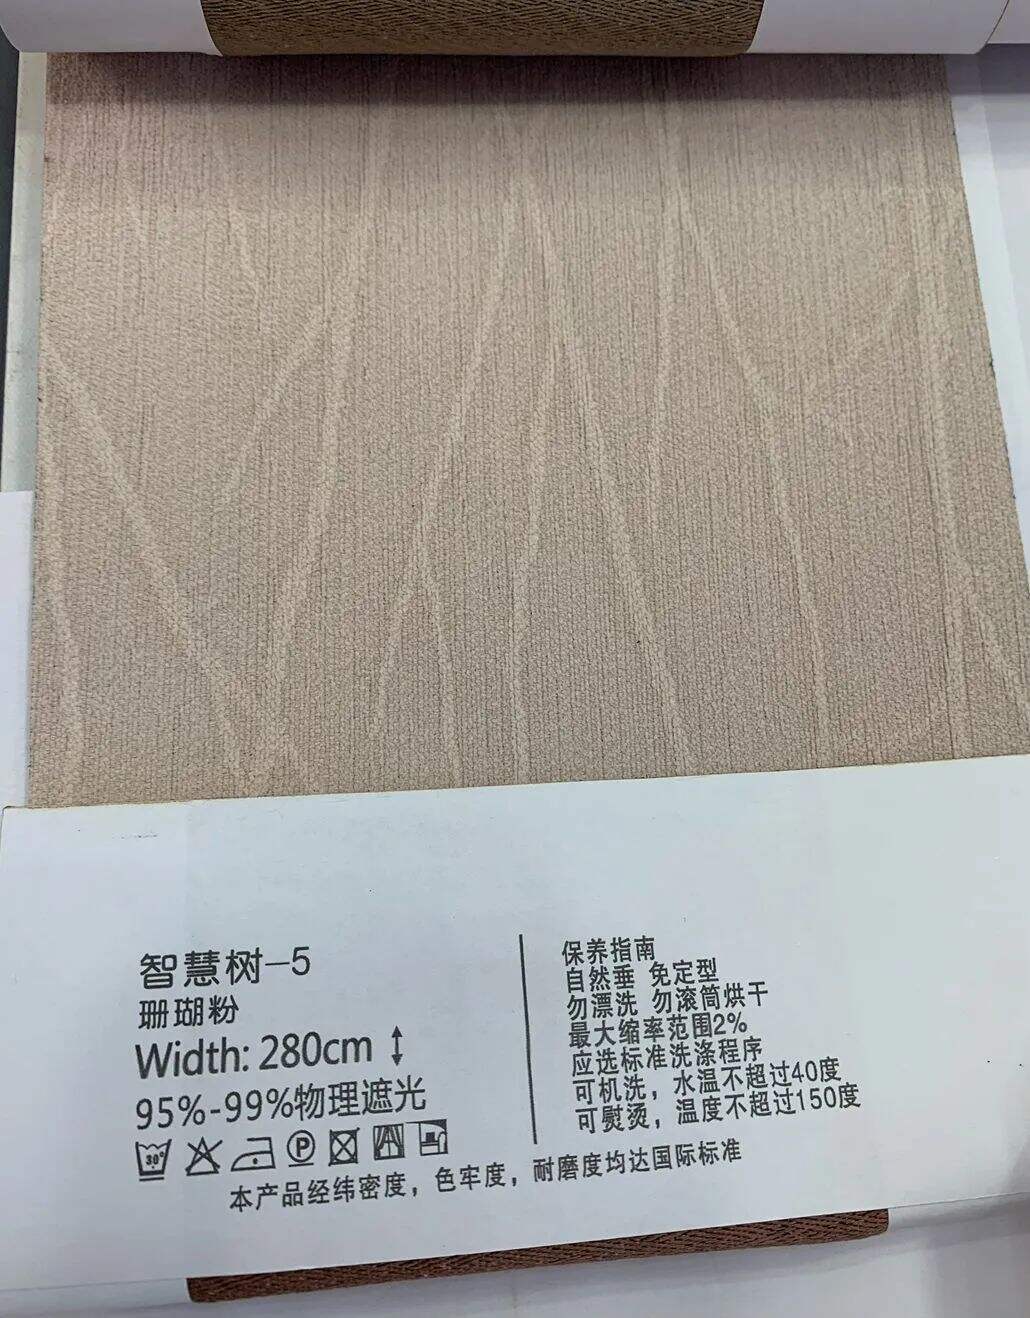 智慧树-5
珊瑚粉
Width: 280cm
95%-99%物理遮光
30°
P
保养指南
自然垂 免定型
勿漂洗 勿滚筒烘干
最大缩率范围2%
应选标准洗涤程序
可机洗，水温不超过40度
可熨烫，温度不超过150度
本产品经纬密度，色牢度，耐磨度均达国际标准